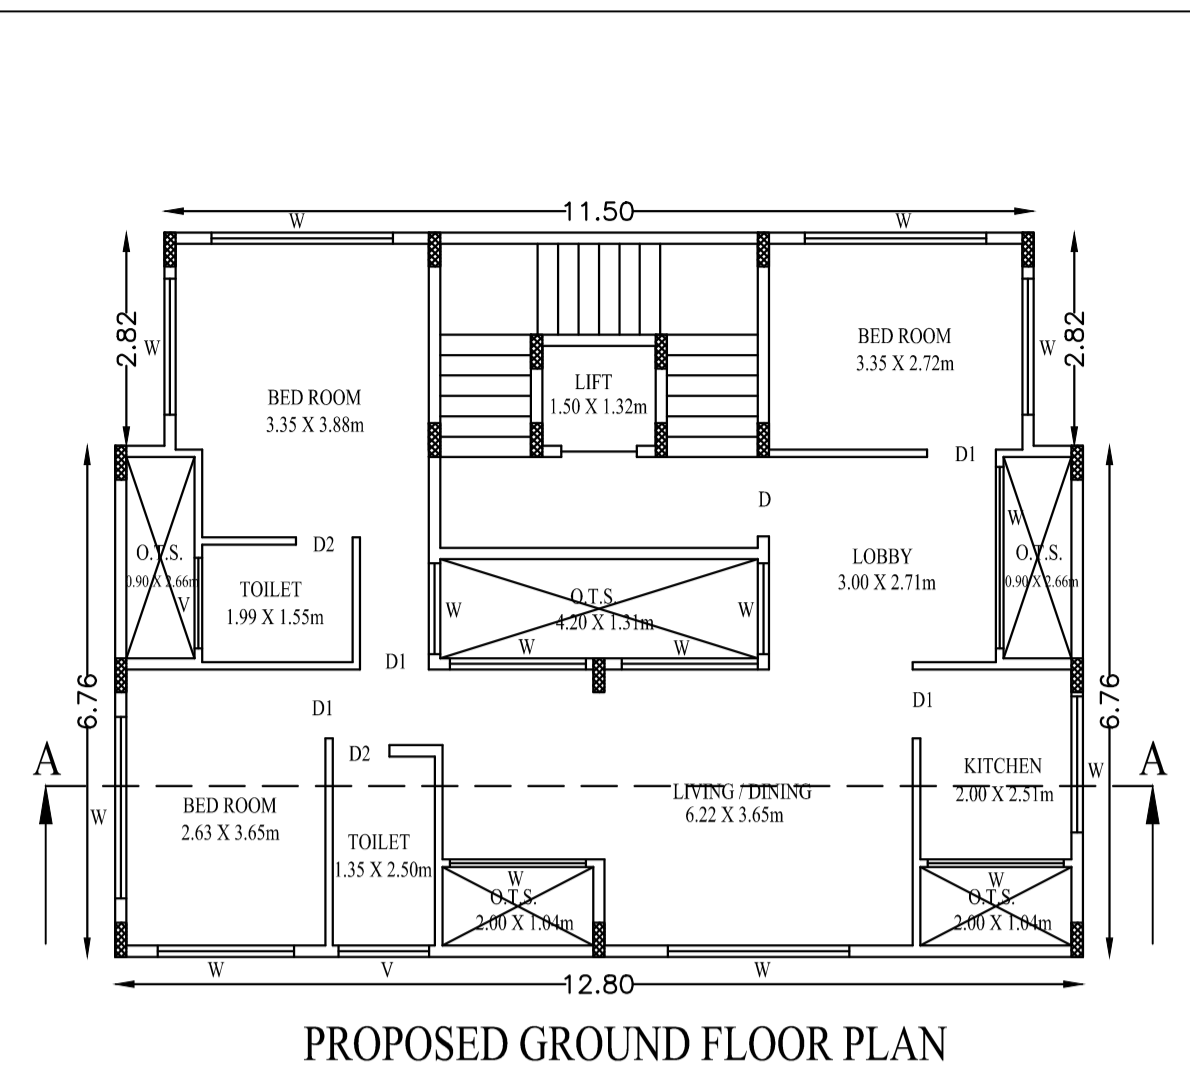 11.50
W
W
2.82
W
BED ROOM
3.35 X 3.88m
LIFT
1.50 X 1.32m
BED ROOM
3.35 X 2.72m
W
2.82
D1
D
D2
O.T.S.
0.90 X 2.66m
V
TOILET
1.99 X 1.55m
W
O.T.S.
4.20 X 1.31m
W
W
W
LOBBY
3.00 X 2.71m
W
O.T.S.
0.90 X 2.66m
D1
D1
D1
6.76
6.76
D2
A
A
BED ROOM
2.63 X 3.65m
W
TOILET
1.35 X 2.50m
LIVING / DINING
6.22 X 3.65m
KITCHEN
2.00 X 2.51m
W
W
O.T.S.
2.00 X 1.04m
W
O.T.S.
2.00 X 1.04m
W
V
W
12.80
PROPOSED GROUND FLOOR PLAN